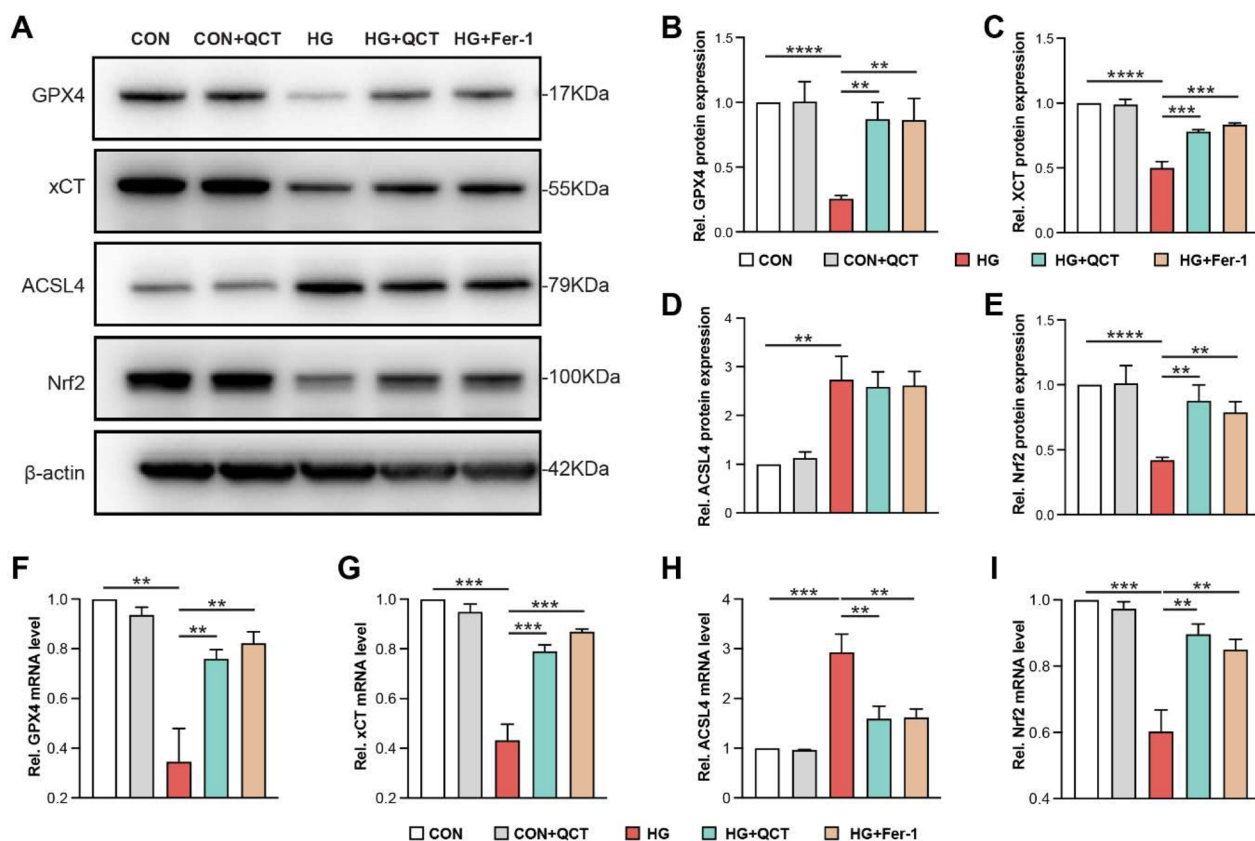 A
CON CON+QCT HG HG+QCT HG+Fer-1
GPX4 -17KDa
xCT -55KDa
ACSL4 -79KDa
Nrf2 -100KDa
β-actin -42KDa
B
Rel. GPX4 protein expression
1.5
1.0
0.5
0.0
**** ** **
C
Rel. XCT protein expression
1.5
1.0
0.5
0.0
**** *** ***
CON CON+QCT HG HG+QCT HG+Fer-1
D
Rel. ACSL4 protein expression
4
3
2
1
0
**
E
Rel. Nrf2 protein expression
1.5
1.0
0.5
0.0
**** ** **
F
Rel. GPX4 mRNA level
1.0
0.8
0.6
0.4
0.2
** ** **
G
Rel. xCT mRNA level
1.0
0.8
0.6
0.4
0.2
*** *** ***
H
Rel. ACSL4 mRNA level
4
3
2
1
0
*** ** **
I
Rel. Nrf2 mRNA level
1.0
0.8
0.6
0.4
*** ** **
CON CON+QCT HG HG+QCT HG+Fer-1